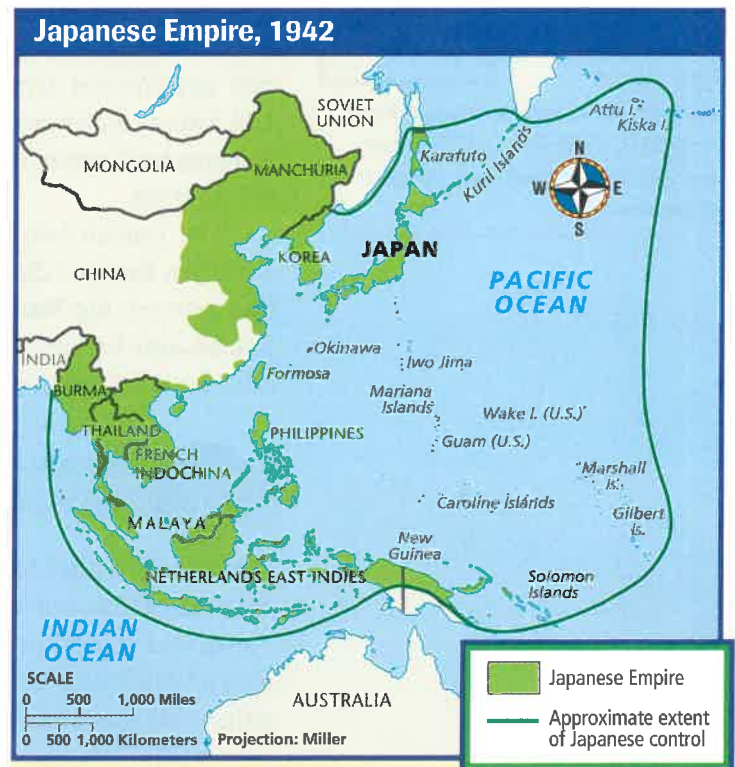 Japanese Empire, 1942
SOVIET
UNION
Attu I.
Kiska I.
MONGOLIA
MANCHURIA
Karafuto
Kuril Islands
N
W E
S
KOREA
JAPAN
CHINA
PACIFIC
OCEAN
INDIA
Okinawa
Iwo Jima
Formosa
BURMA
Mariana
Islands
Wake I. (U.S.)
THAILAND
PHILIPPINES
Guam (U.S.)
FRENCH
INDOCHINA
Marshall
Is.
Caroline Islands
Gilbert
Is.
MALAYA
New
Guinea
NETHERLANDS EAST INDIES
Solomon
Islands
INDIAN
OCEAN
SCALE
0 500 1,000 Miles
0 500 1,000 Kilometers
Projection: Miller
AUSTRALIA
Japanese Empire
Approximate extent
of Japanese control